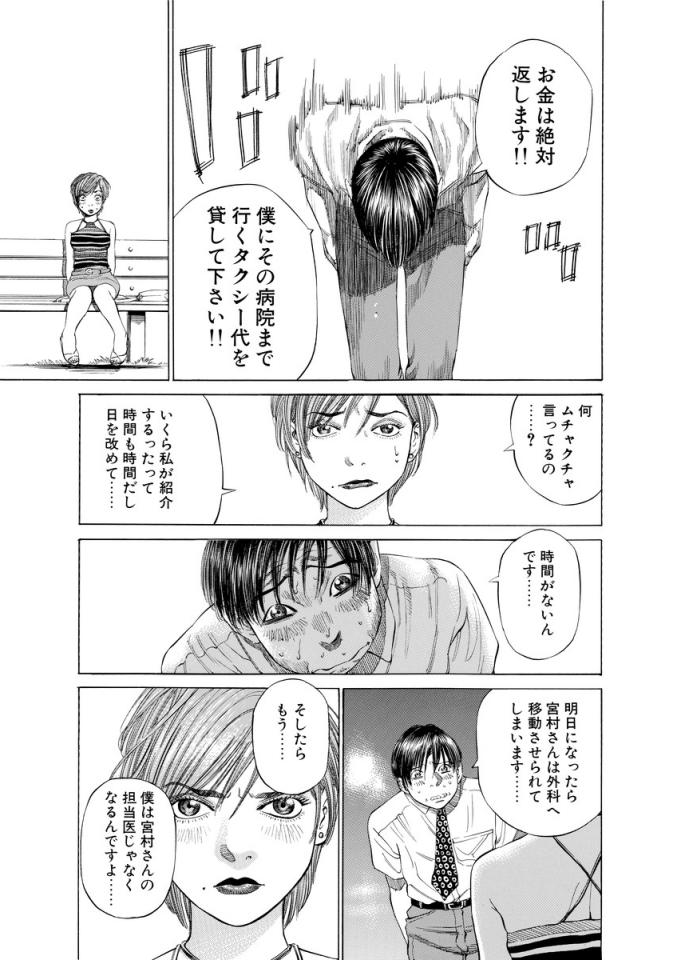 お金は絶対
返します!!
僕にその病院まで
行くタクシー代を
貸して下さい!!
何
ムチャクチャ
言ってるの
……?
いくら私が紹介
するったって
時間も時間だし
日を改めて……
時間がないん
です……
明日になったら
宮村さんは外科へ
移動させられて
しまいます……
そしたら
もう……
僕は宮村さんの
担当医じゃなく
なるんですよ…